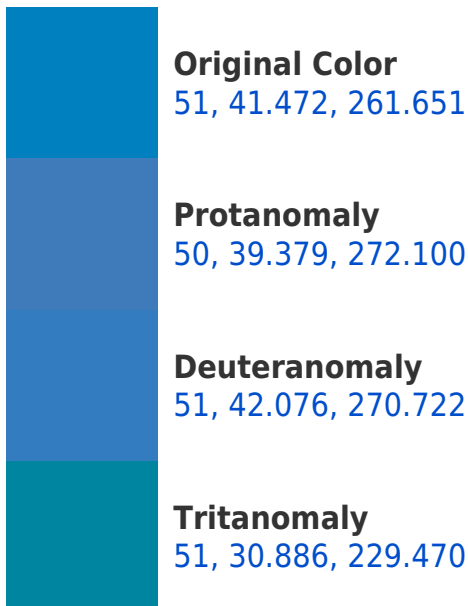 Original Color
51, 41.472, 261.651
Protanomaly
50, 39.379, 272.100
Deuteranomaly
51, 42.076, 270.722
Tritanomaly
51, 30.886, 229.470